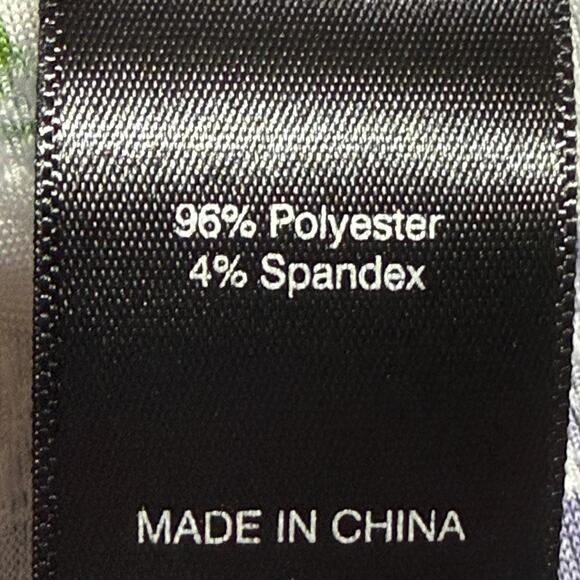 96% Polyester
4% Spandex
MADE IN CHINA